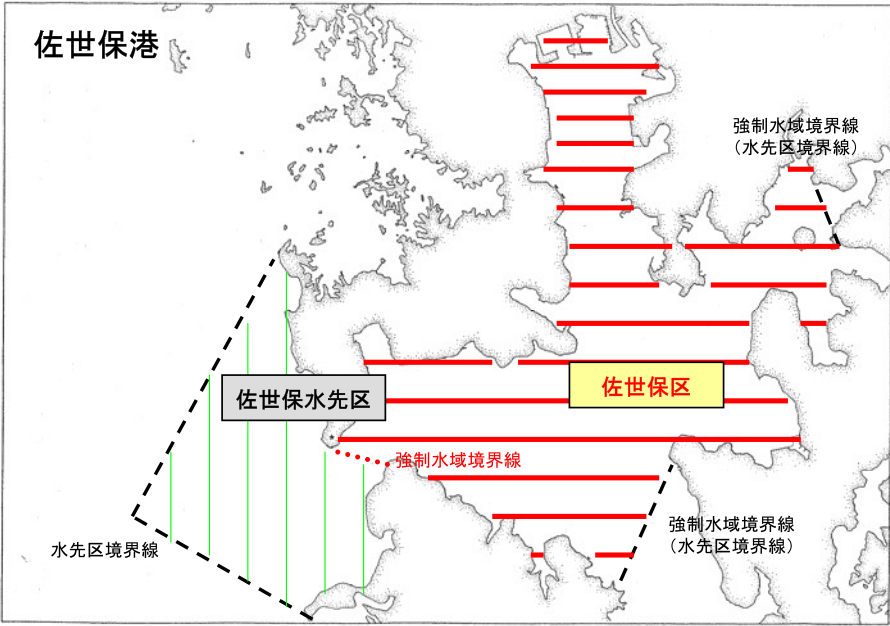 佐世保港
強制水域境界線
（水先区境界線）
佐世保水先区
佐世保区
強制水域境界線
強制水域境界線
（水先区境界線）
水先区境界線